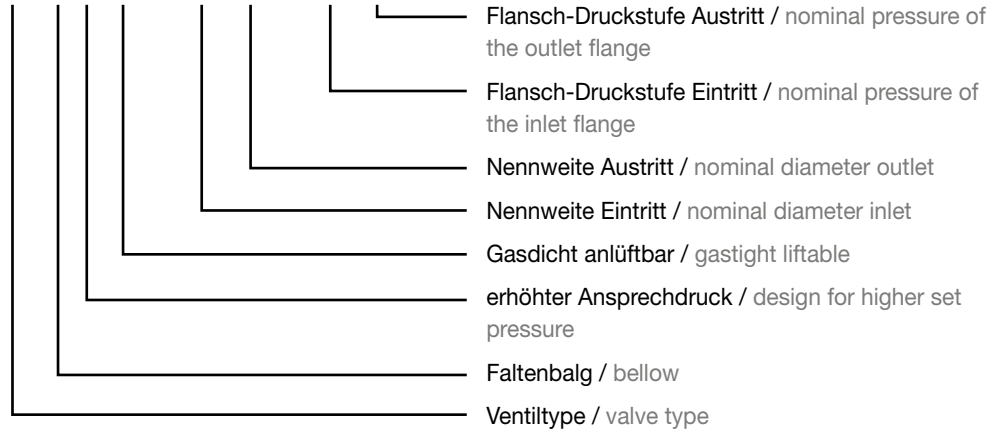 Flansch-Druckstufe Austritt / nominal pressure of
the outlet flange
Flansch-Druckstufe Eintritt / nominal pressure of
the inlet flange
Nennweite Austritt / nominal diameter outlet
Nennweite Eintritt / nominal diameter inlet
Gasdicht anlüftbar / gastight liftable
erhöhter Ansprechdruck / design for higher set
pressure
Faltenbalg / bellow
Ventiltype / valve type